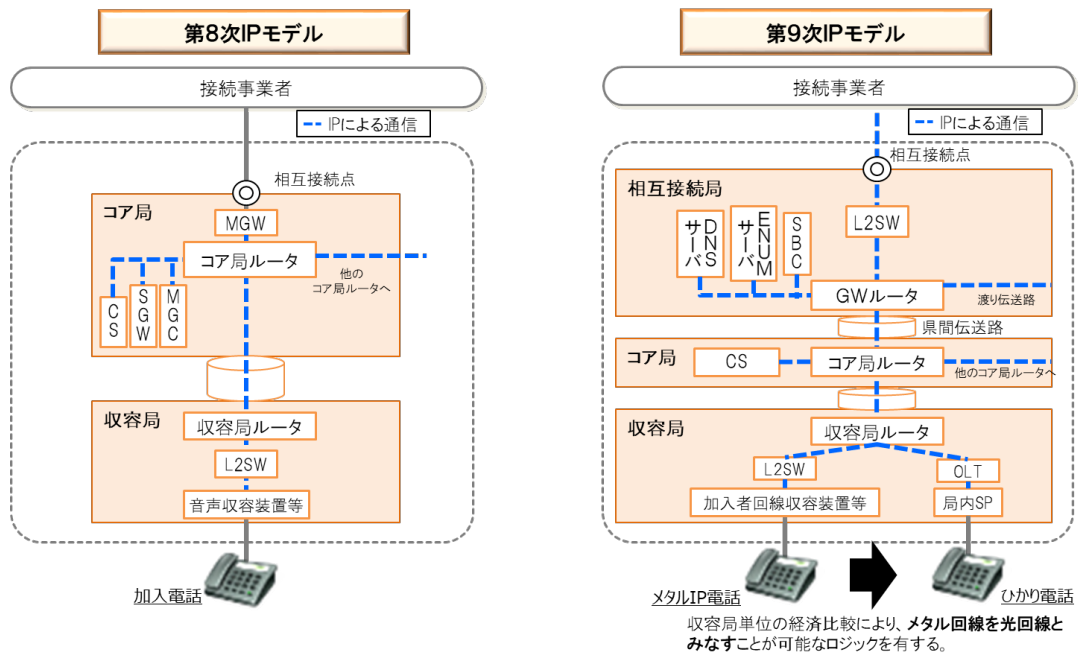 第8次IPモデル
接続事業者
IPによる通信
相互接続点
コア局
MGW
コア局ルータ
他の
コア局ルータへ
CS
SGW
MGC
収容局
収容局ルータ
L2SW
音声収容装置等
加入電話
第9次IPモデル
接続事業者
IPによる通信
相互接続点
相互接続局
DNS
サーバ
ENUM
サーバ
SBC
L2SW
GWルータ
渡り伝送路
県間伝送路
コア局
CS
コア局ルータ
他のコア局ルータへ
収容局
収容局ルータ
L2SW
OLT
加入者回線収容装置等
局内SP
メタルIP電話
ひかり電話
収容局単位の経済比較により、メタル回線を光回線と
みなすことが可能なロジックを有する。